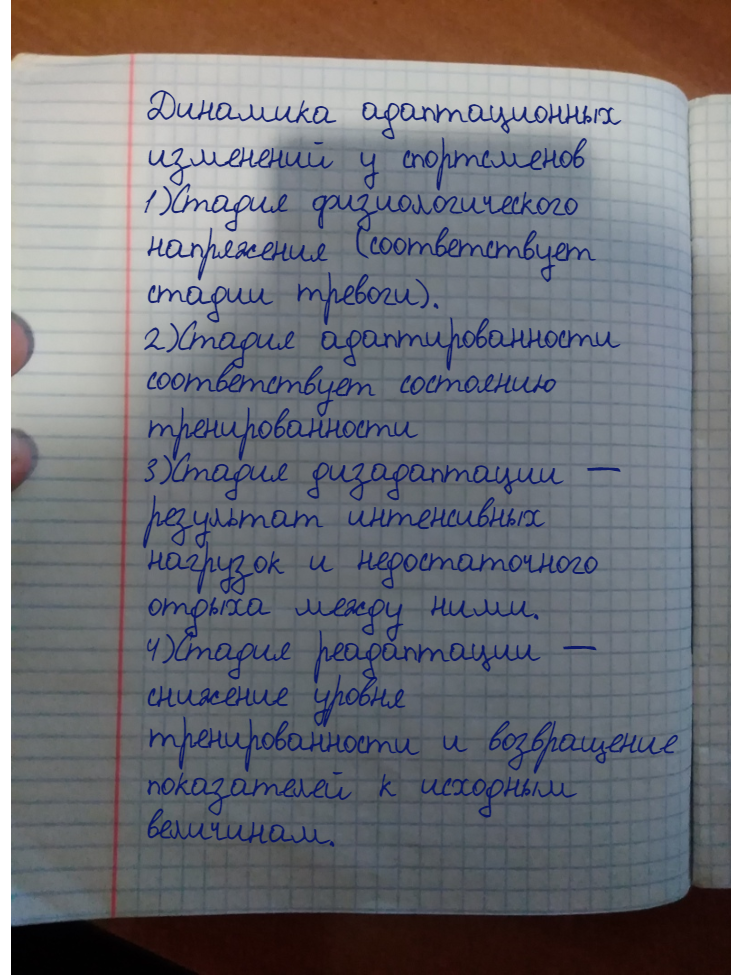 Динамика адаптационных
изменений у спортсменов
1)Стадия физиологического
напряжения (соответствует
стадии тревоги).
2)Стадия адаптированности
соответствует состоянию
тренированности
3)Стадия дизадаптации —
результат интенсивных
нагрузок и недостаточного
отдыха между ними.
4)Стадия реадаптации —
снижение уровня
тренированности и возвращение
показателей к исходным
величинам.